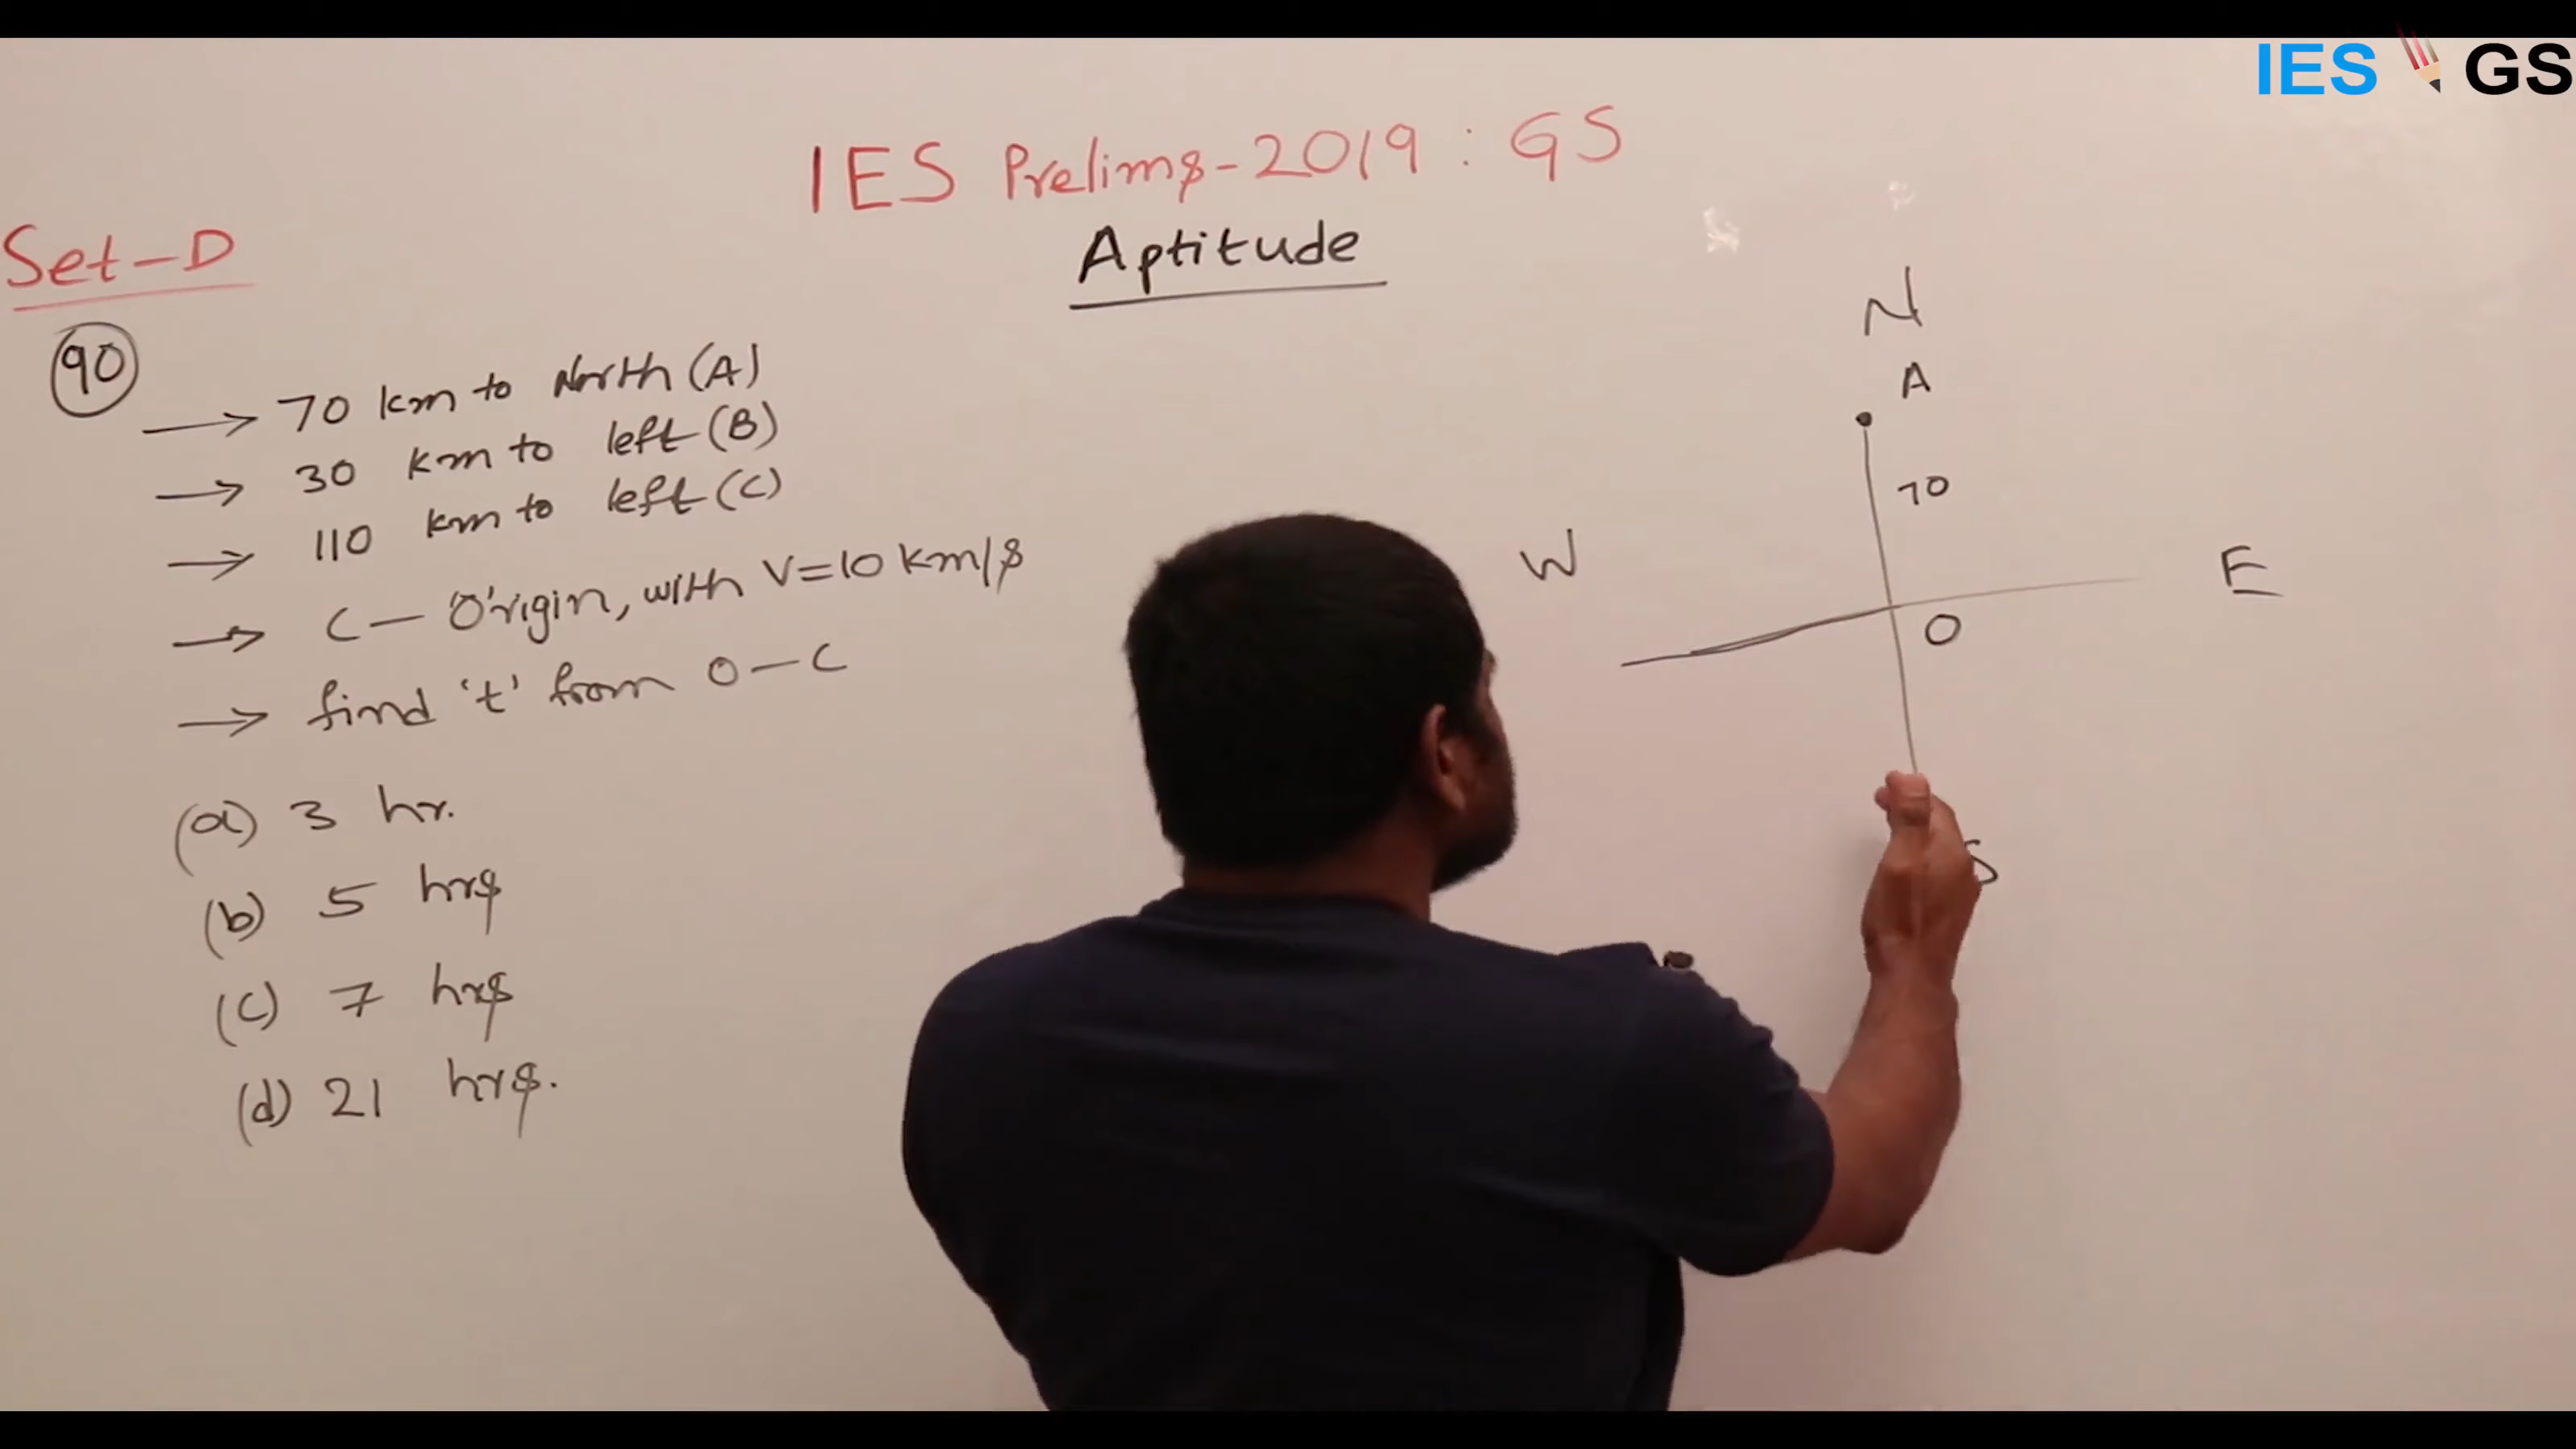 IES GS
IES Prelims-2019 : GS
Aptitude
Set-D
90
→ 70 km to North (A)
→ 30 km to left (B)
→ 110 km to left (C)
→ C — Origin, with V=10 km/s
→ find 't' from O — C
(a) 3 hr.
(b) 5 hrs
(c) 7 hrs
(d) 21 hrs.
N
A
70
W
E
O
S